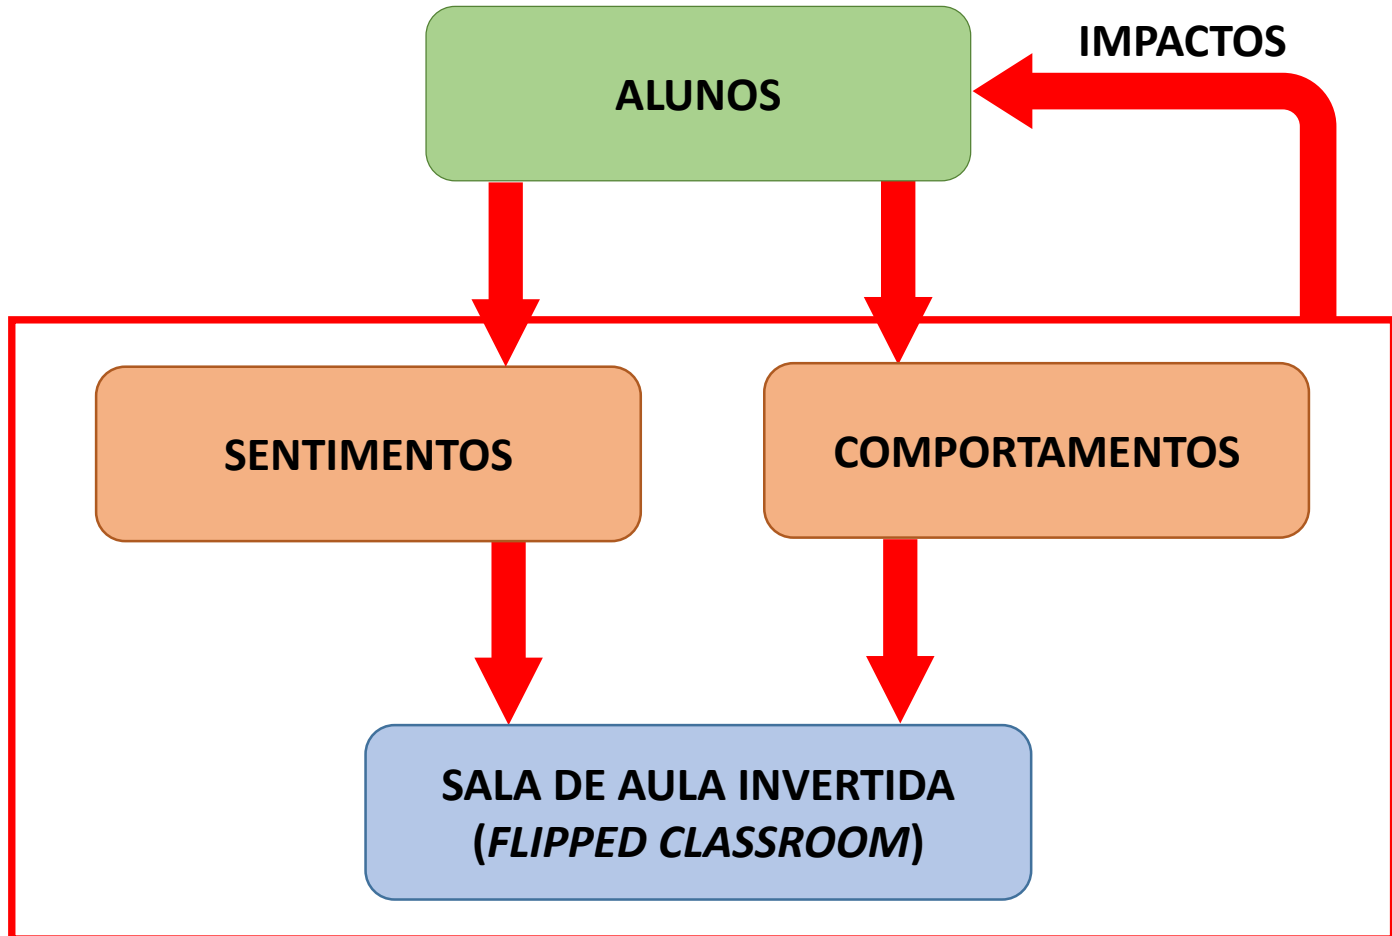 IMPACTOS
ALUNOS
SENTIMENTOS
COMPORTAMENTOS
SALA DE AULA INVERTIDA
(FLIPPED CLASSROOM)